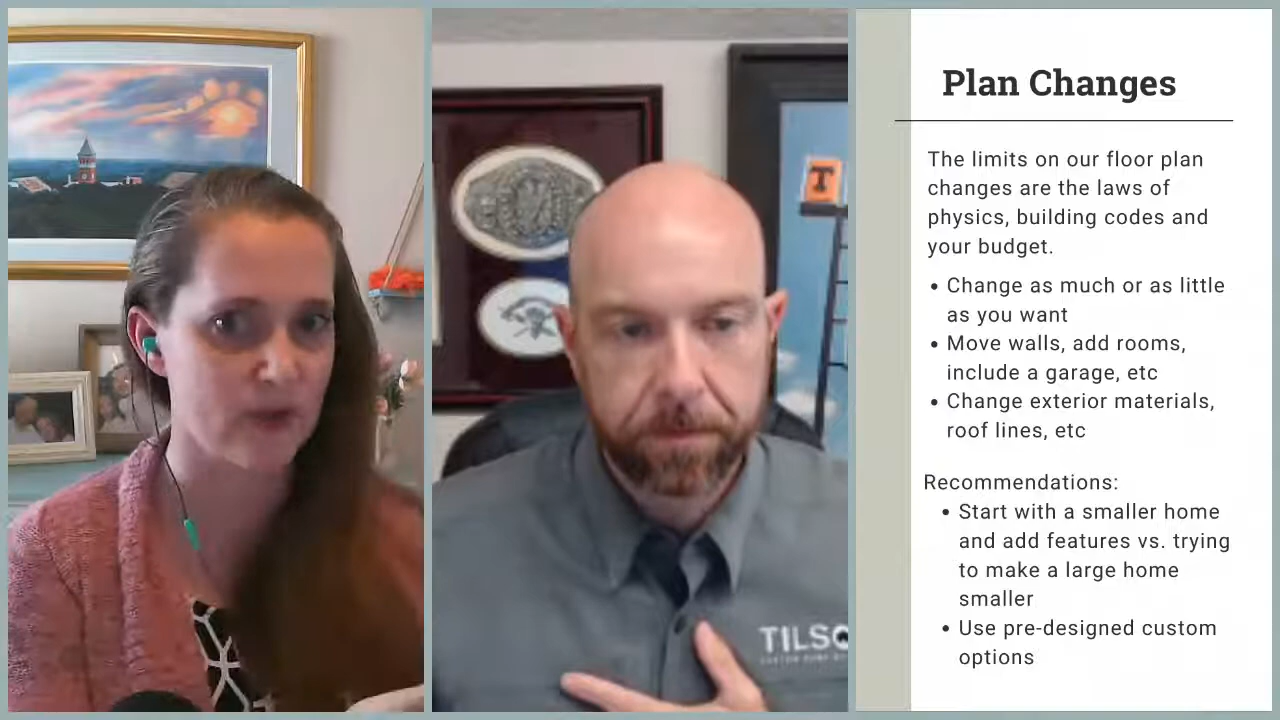 T
TILSO
Plan Changes
The limits on our floor plan
changes are the laws of
physics, building codes and
your budget.
• Change as much or as little
as you want
• Move walls, add rooms,
include a garage, etc
• Change exterior materials,
roof lines, etc
Recommendations:
• Start with a smaller home
and add features vs. trying
to make a large home
smaller
• Use pre-designed custom
options